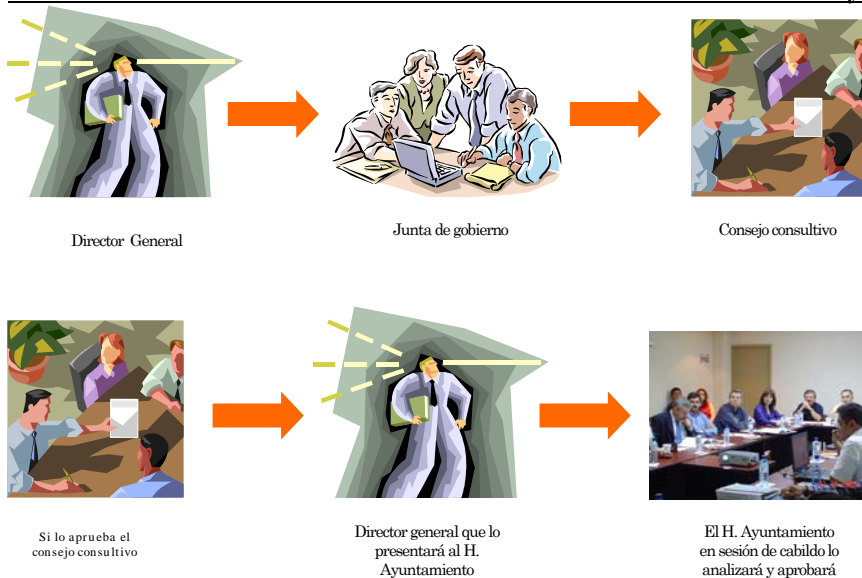 Director General
Junta de gobierno
Consejo consultivo
Si lo aprueba el
consejo consultivo
Director general que lo
presentará al H.
Ayuntamiento
El H. Ayuntamiento
en sesión de cabildo lo
analizará y aprobará